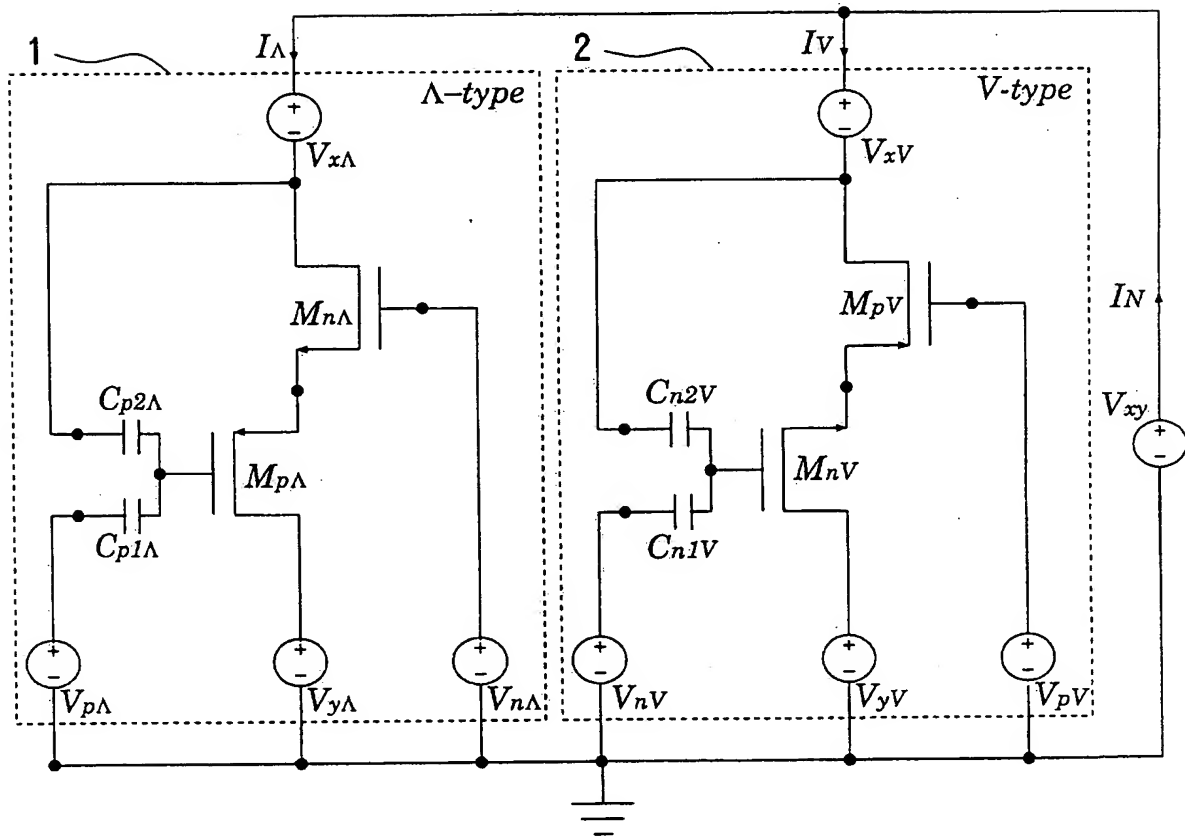 1
IΛ
2
IV
Λ-type
V-type
+
−
VxΛ
+
−
VxV
MnΛ
MpV
IN
Cp2Λ
Cn2V
Vxy
+
−
MpΛ
MnV
Cp1Λ
Cn1V
+
−
VpΛ
+
−
VyΛ
+
−
VnΛ
+
−
VnV
+
−
VyV
+
−
VpV